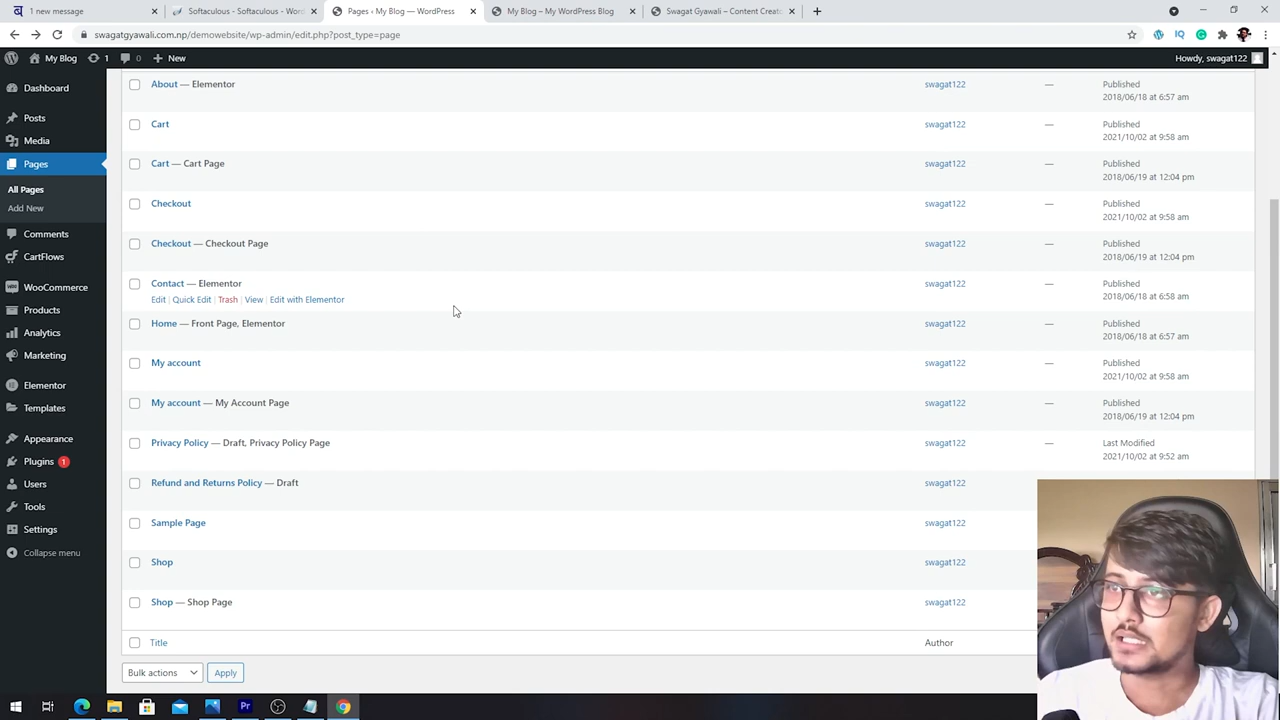 1 new message
Softaculous - Softaculous - Word
Pages ‹ My Blog — WordPress
My Blog – My WordPress Blog
Swagat Gyawali – Content Creato
swagatgyawali.com.np/demowebsite/wp-admin/edit.php?post_type=page
My Blog 1 0 New Howdy, swagat122
Dashboard
Posts
Media
Pages
All Pages
Add New
Comments
CartFlows
WooCommerce
Products
Analytics
Marketing
Elementor
Templates
Appearance
Plugins 1
Users
Tools
Settings
Collapse menu
About — Elementor swagat122 — Published
2018/06/18 at 6:57 am
Cart swagat122 — Published
2021/10/02 at 9:58 am
Cart — Cart Page swagat122 — Published
2018/06/19 at 12:04 pm
Checkout swagat122 — Published
2021/10/02 at 9:58 am
Checkout — Checkout Page swagat122 — Published
2018/06/19 at 12:04 pm
Contact — Elementor swagat122 — Published
Edit | Quick Edit | Trash | View | Edit with Elementor 2018/06/18 at 6:58 am
Home — Front Page, Elementor swagat122 — Published
2018/06/18 at 6:57 am
My account swagat122 — Published
2021/10/02 at 9:58 am
My account — My Account Page swagat122 — Published
2018/06/19 at 12:04 pm
Privacy Policy — Draft, Privacy Policy Page swagat122 — Last Modified
2021/10/02 at 9:52 am
Refund and Returns Policy — Draft swagat122
Sample Page swagat122
Shop swagat122
Shop — Shop Page swagat122
Title Author
Bulk actions Apply